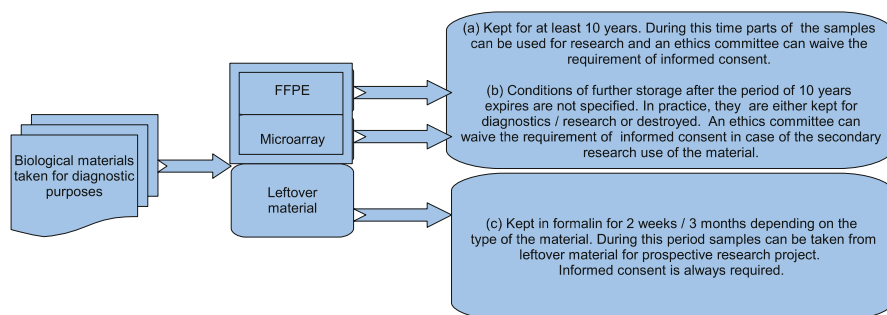 Biological materials
taken for diagnostic
purposes
FFPE
Microarray
Leftover
material
(a) Kept for at least 10 years. During this time parts of the samples
can be used for research and an ethics committee can waive the
requirement of informed consent.
(b) Conditions of further storage after the period of 10 years
expires are not specified. In practice, they are either kept for
diagnostics / research or destroyed. An ethics committee can
waive the requirement of informed consent in case of the secondary
research use of the material.
(c) Kept in formalin for 2 weeks / 3 months depending on the
type of the material. During this period samples can be taken from
leftover material for prospective research project.
Informed consent is always required.